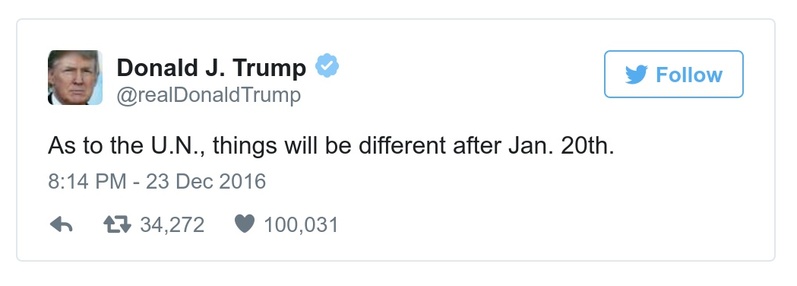 Donald J. Trump
@realDonaldTrump
Follow
As to the U.N., things will be different after Jan. 20th.
8:14 PM - 23 Dec 2016
34,272 100,031